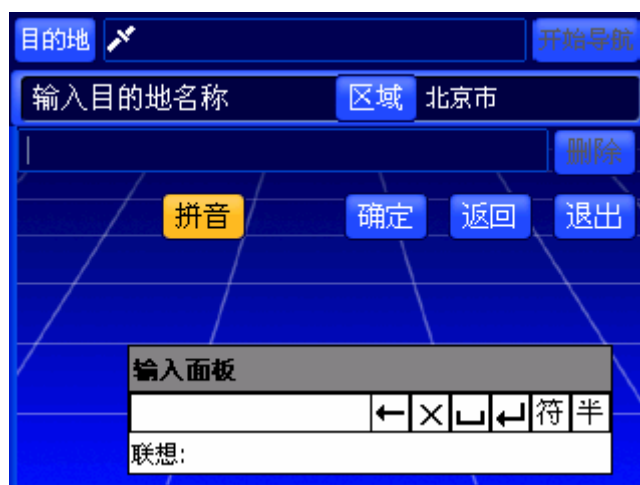 目的地 开始导航
输入目的地名称 区域 北京市
删除
拼音 确定 返回 退出
输入面板
符 半
联想: